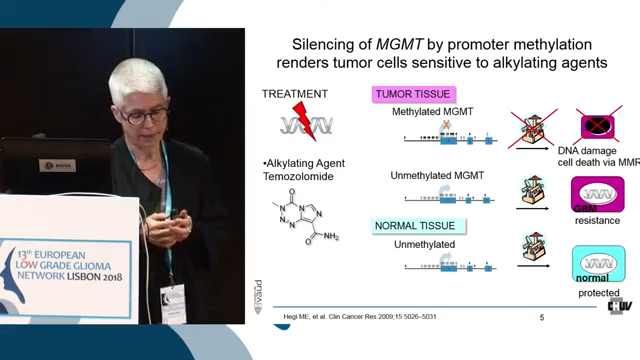 Silencing of MGMT by promoter methylation
renders tumor cells sensitive to alkylating agents
TREATMENT
•Alkylating Agent
Temozolomide
TUMOR TISSUE
Methylated MGMT
DNA damage
cell death via MMR
Unmethylated MGMT
GBM
resistance
NORMAL TISSUE
Unmethylated
normal
protected
Hegi ME, et al. Clin Cancer Res 2009;15:5026–5031
5
13th EUROPEAN
LOW GRADE GLIOMA
NETWORK LISBON 2018